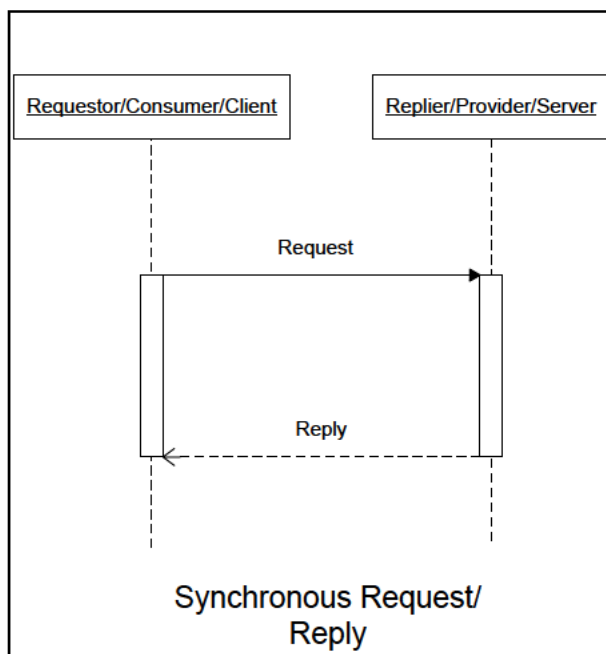 Requestor/Consumer/Client
Replier/Provider/Server
Request
Reply
Synchronous Request/
Reply